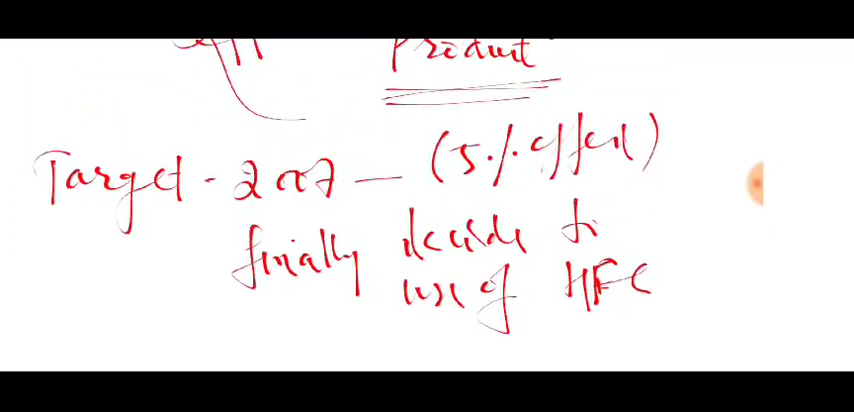 Product
Target - 2007 — (5% effect)
finally decide to
use of HFC